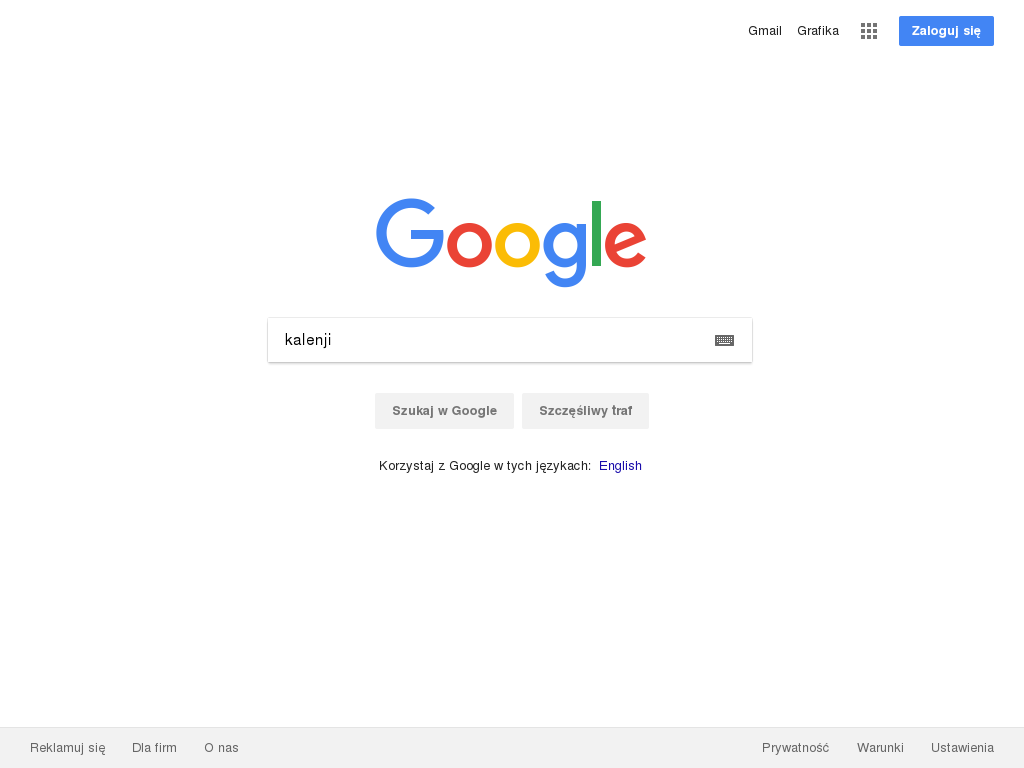 Gmail Grafika Zaloguj się
Google
kalenji
Szukaj w Google Szczęśliwy traf
Korzystaj z Google w tych językach: English
Reklamuj się Dla firm O nas Prywatność Warunki Ustawienia